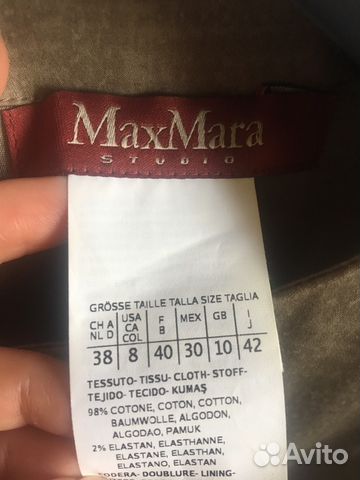 MaxMara
STUDIO
GRÖSSE TAILLE TALLA SIZE TAGLIA
CH A NL D USA CA COL F B MEX GB I J
38 8 40 30 10 42
TESSUTO-TISSU-CLOTH-STOFF-
TEJIDO-TECIDO-KUMAŞ
98% COTONE, COTON, COTTON,
BAUMWOLLE, ALGODON,
ALGODAO, PAMUK
2% ELASTAN, ELASTHANNE,
ELASTANE, ELASTHAN,
ELASTANO, ELASTAN
FODERA-DOUBLURE-LINING-
Avito